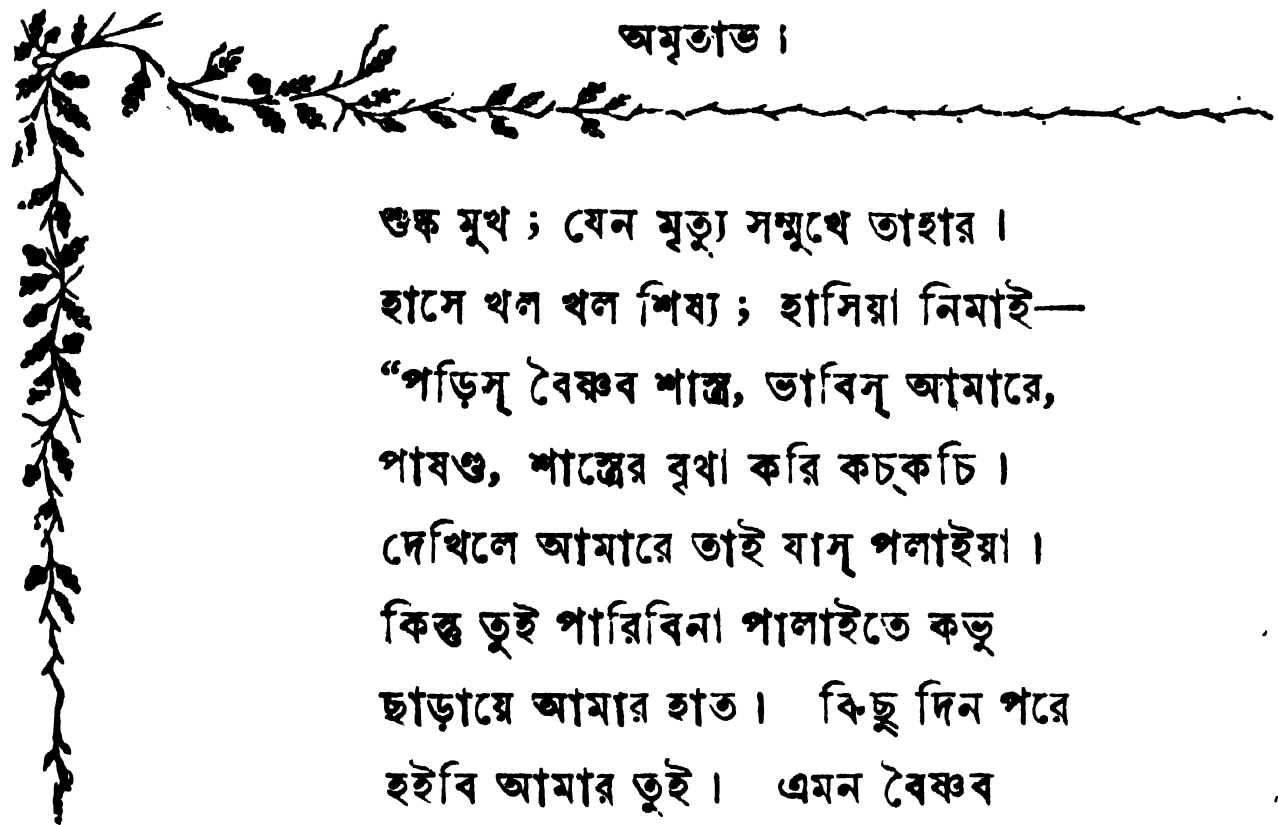 অমৃতাভ ।
শুষ্ক মুখ ; যেন মৃত্যু সম্মুখে তাহার ।
হাসে খল খল শিষ্য ; হাসিয়া নিমাই—
“পড়িস্ বৈষ্ণব শাস্ত্র, ভাবিস্ আমারে,
পাষণ্ড, শাস্ত্রের বৃথা করি কচ্কচি ।
দেখিলে আমারে তাই যাস্ পলাইয়া ।
কিন্তু তুই পারিবিনা পালাইতে কভু
ছাড়ায়ে আমার হাত । কিছু দিন পরে
হইবি আমার তুই । এমন বৈষ্ণব